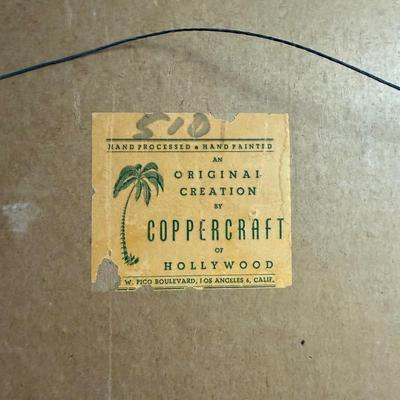 510
HAND PROCESSED • HAND PAINTED
AN
ORIGINAL
CREATION
BY
COPPERCRAFT
OF
HOLLYWOOD
W. PICO BOULEVARD, LOS ANGELES 6, CALIF.